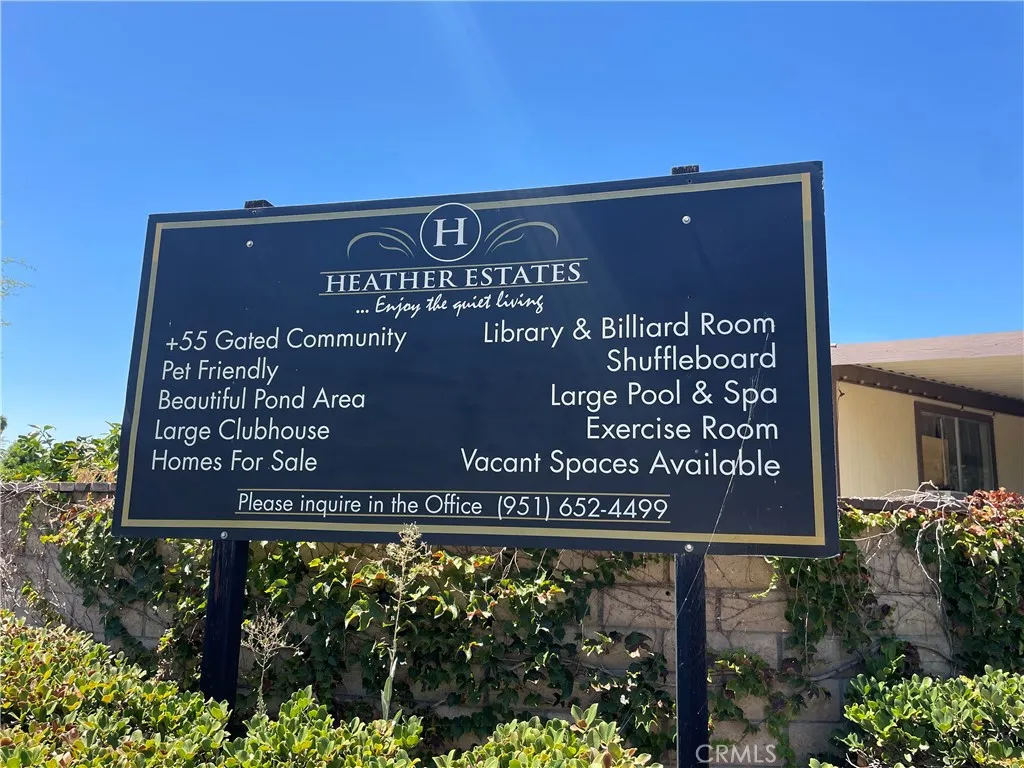 H
HEATHER ESTATES
... Enjoy the quiet living
+55 Gated Community
Pet Friendly
Beautiful Pond Area
Large Clubhouse
Homes For Sale
Library & Billiard Room
Shuffleboard
Large Pool & Spa
Exercise Room
Vacant Spaces Available
Please inquire in the Office (951) 652-4499
CRMLS